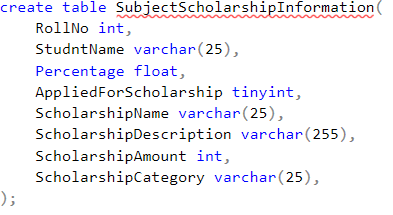 create table SubjectScholarshipInformation(
RollNo int,
StudntName varchar(25),
Percentage float,
AppliedForScholarship tinyint,
ScholarshipName varchar(25),
ScholarshipDescription varchar(255),
ScholarshipAmount int,
ScholarshipCategory varchar(25),
);